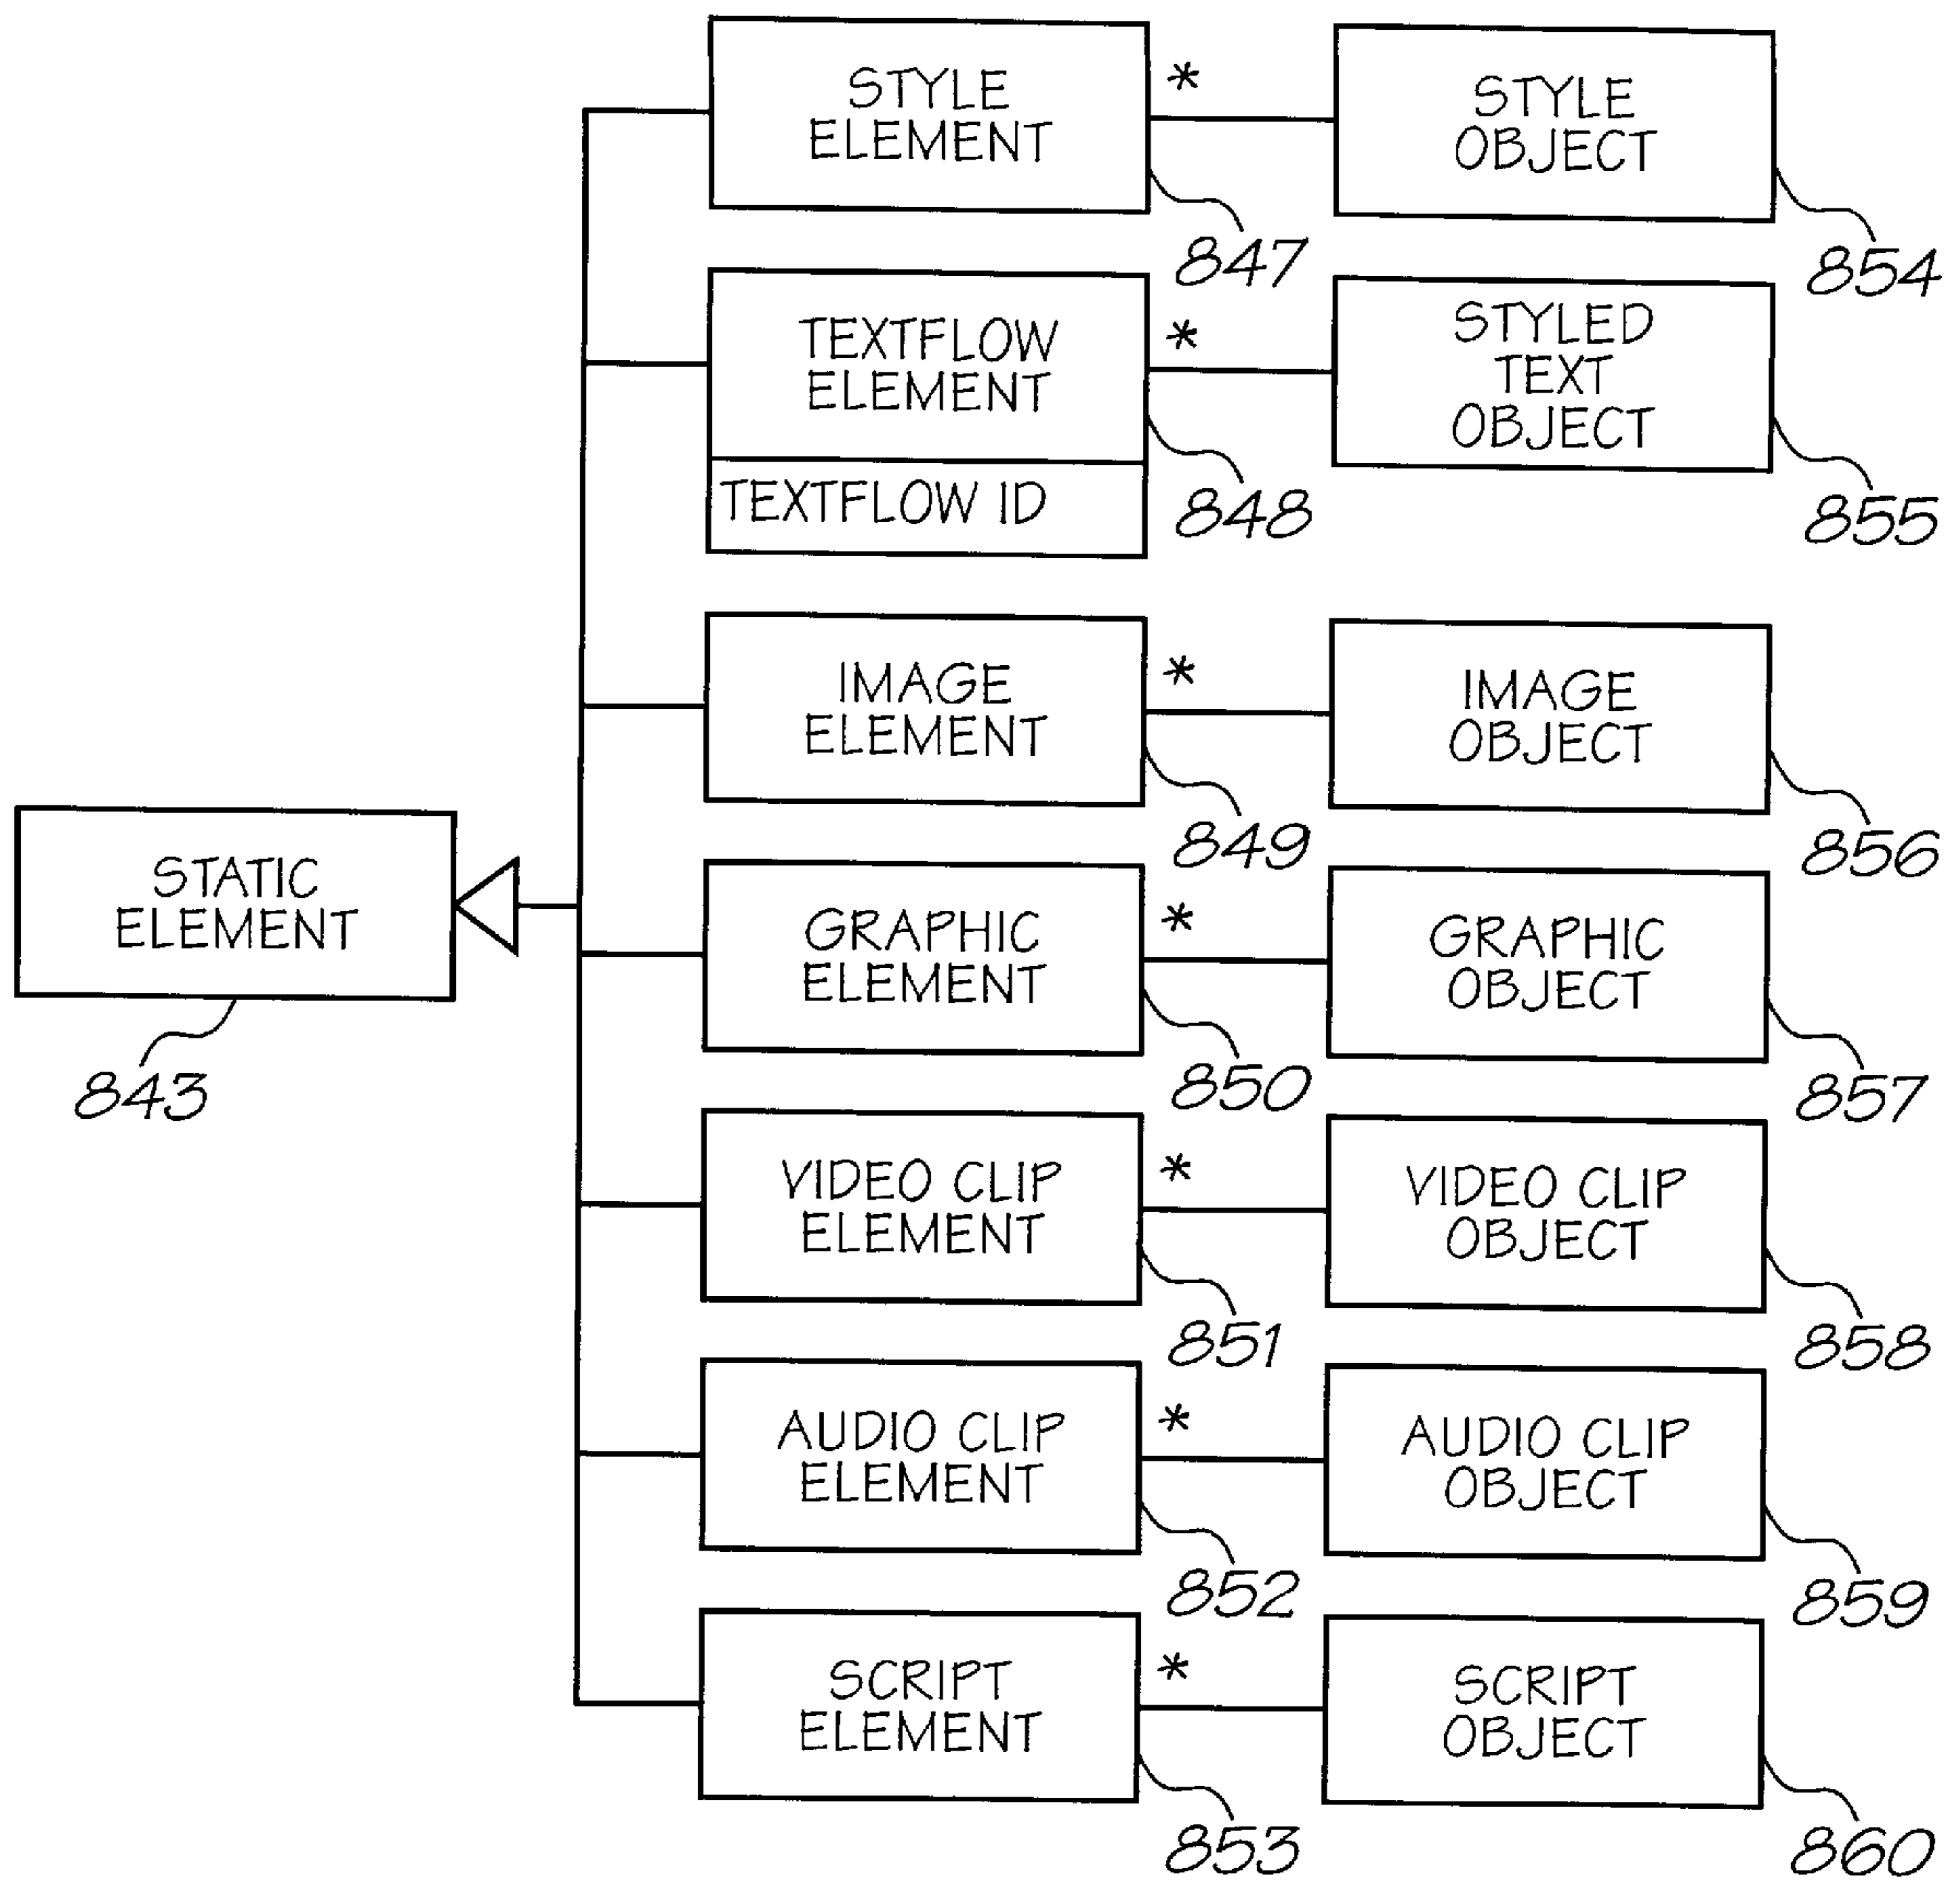 STYLE
ELEMENT
*
STYLE
OBJECT
847
854
TEXTFLOW
ELEMENT
*
STYLED
TEXT
OBJECT
TEXTFLOW ID
848
855
IMAGE
ELEMENT
*
IMAGE
OBJECT
849
856
STATIC
ELEMENT
843
GRAPHIC
ELEMENT
*
GRAPHIC
OBJECT
850
857
VIDEO CLIP
ELEMENT
*
VIDEO CLIP
OBJECT
851
858
AUDIO CLIP
ELEMENT
*
AUDIO CLIP
OBJECT
852
859
SCRIPT
ELEMENT
*
SCRIPT
OBJECT
853
860